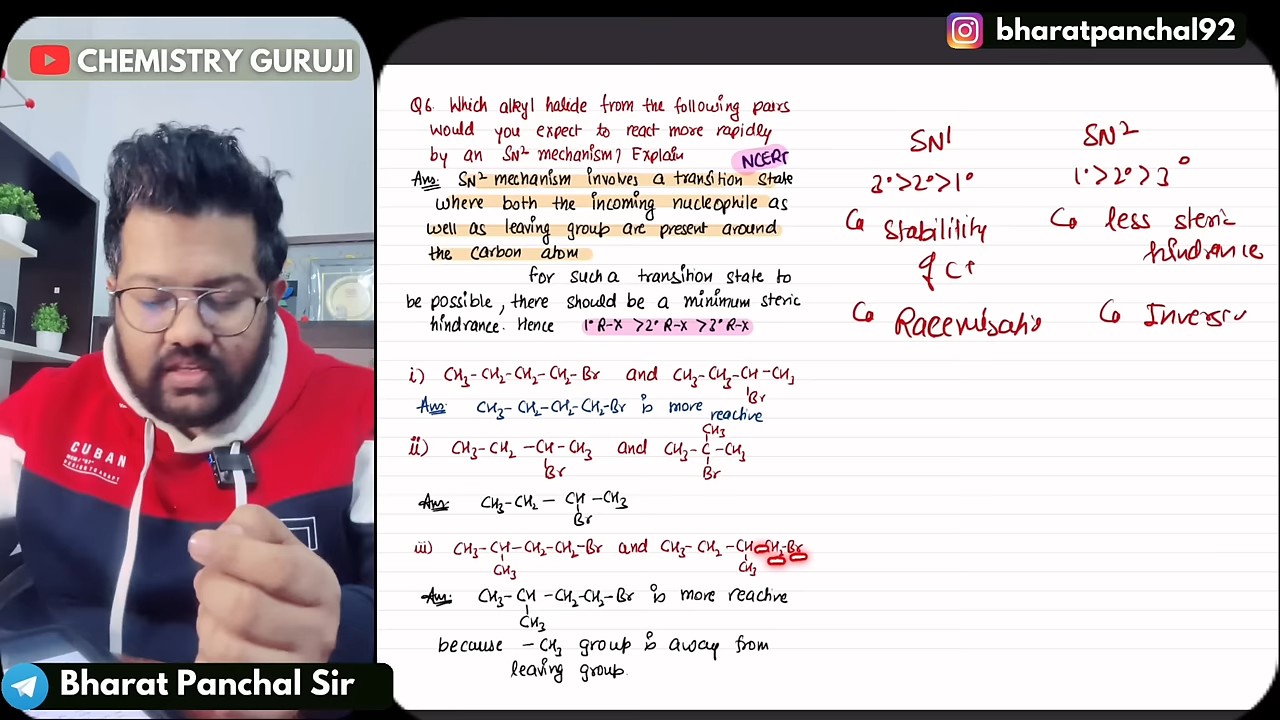 CHEMISTRY GURUJI
bharatpanchal92
Q6. Which alkyl halide from the following pairs
would you expect to react more rapidly
by an SN² mechanism? Explain NCERT
Ans: SN² mechanism involves a transition state
where both the incoming nucleophile as
well as leaving group are present around
the carbon atom
for such a transition state to
be possible, there should be a minimum steric
hindrance. Hence 1° R-X > 2° R-X > 3° R-X
i) CH₃-CH₂-CH₂-CH₂-Br and CH₃-CH₂-CH-CH₃
Br
Ans: CH₃-CH₂-CH₂-CH₂Br is more
reactive
CH₃
ii) CH₃-CH₂-CH-CH₃ and CH₃-C-CH₃
Br Br
Ans: CH₃-CH₂-CH-CH₃
Br
iii) CH₃-CH-CH₂-CH₂-Br and CH₃-CH₂-CH-CH₂-Br
CH₃ CH₃
Ans: CH₃-CH-CH₂-CH₂-Br is more reactive
CH₃
because -CH₃ group is away from
leaving group.
SN¹
3°>2°>1°
Stability
of C+
SN²
1°>2°>3°
less steric
hindrance
CUBAN
Bharat Panchal Sir